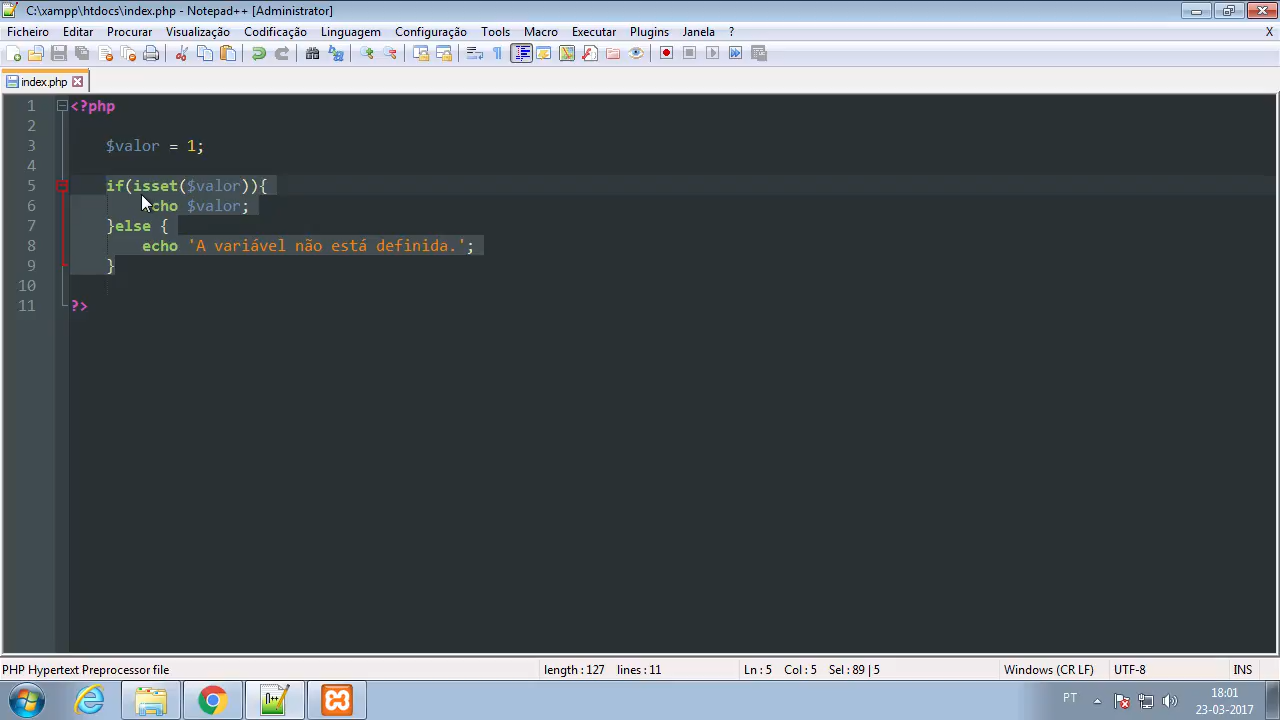 C:\xampp\htdocs\index.php - Notepad++ [Administrator]
Ficheiro Editar Procurar Visualização Codificação Linguagem Configuração Tools Macro Executar Plugins Janela ? X
index.php
1 <?php
2
3 $valor = 1;
4
5 if(isset($valor)){
6 echo $valor;
7 }else {
8 echo 'A variável não está definida.';
9 }
10
11 ?>
PHP Hypertext Preprocessor file length : 127 lines : 11 Ln : 5 Col : 5 Sel : 89 | 5 Windows (CR LF) UTF-8 INS
PT 18:01
23-03-2017